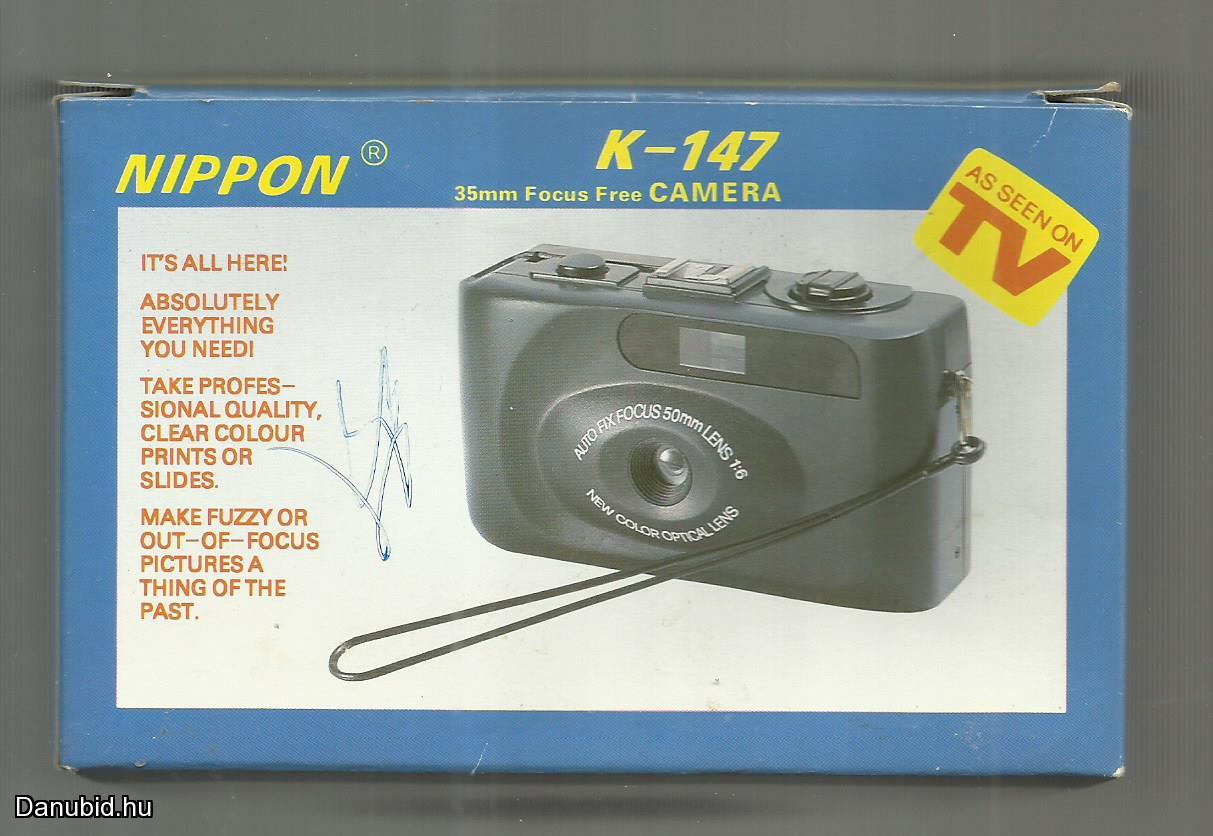 NIPPON ®
K-147
35mm Focus Free CAMERA
AS SEEN ON
TV
IT'S ALL HERE!
ABSOLUTELY
EVERYTHING
YOU NEED!
TAKE PROFES-
SIONAL QUALITY,
CLEAR COLOUR
PRINTS OR
SLIDES.
MAKE FUZZY OR
OUT-OF-FOCUS
PICTURES A
THING OF THE
PAST.
AUTO FIX FOCUS 50mm LENS 1:6
NEW COLOR OPTICAL LENS
Danubid.hu